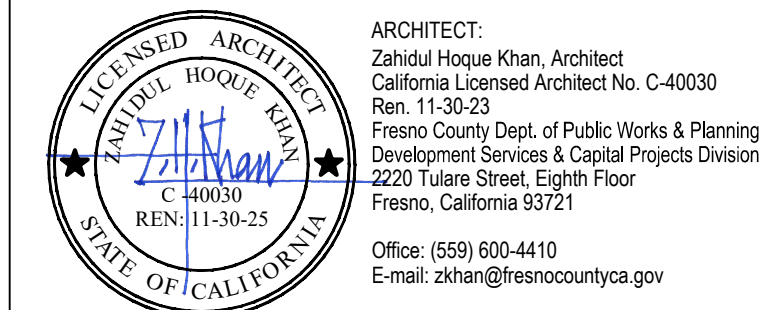 LICENSED ARCHITECT
ZAHIDUL HOQUE KHAN
Z.H.Khan
C -40030
REN: 11-30-25
STATE OF CALIFORNIA
ARCHITECT:
Zahidul Hoque Khan, Architect
California Licensed Architect No. C-40030
Ren. 11-30-23
Fresno County Dept. of Public Works & Planning
Development Services & Capital Projects Division
2220 Tulare Street, Eighth Floor
Fresno, California 93721
Office: (559) 600-4410
E-mail: zkhan@fresnocountyca.gov